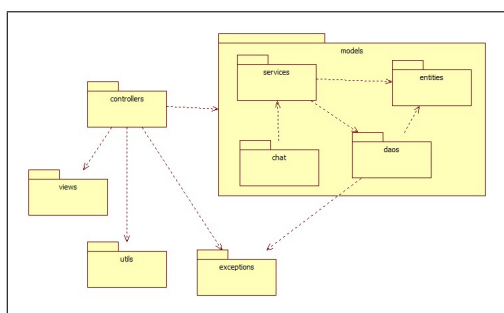 models
services
entities
controllers
chat
daos
views
utils
exceptions